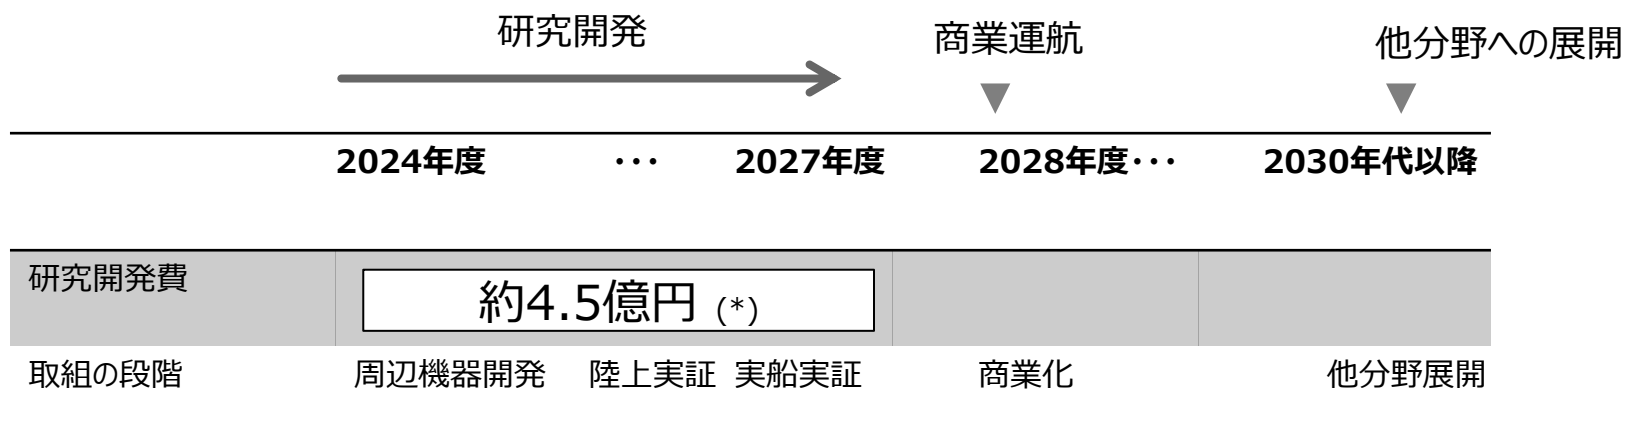 研究開発 商業運航 他分野への展開
2024年度 ・・・ 2027年度 2028年度・・・ 2030年代以降
研究開発費 約4.5億円 (*)
取組の段階 周辺機器開発 陸上実証 実船実証 商業化 他分野展開